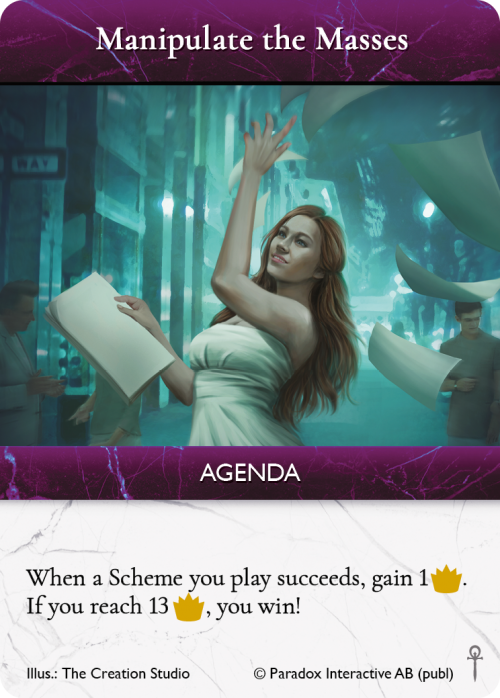 Manipulate the Masses
WAY
AGENDA
When a Scheme you play succeeds, gain 1.
If you reach 13, you win!
Illus.: The Creation Studio
© Paradox Interactive AB (publ)